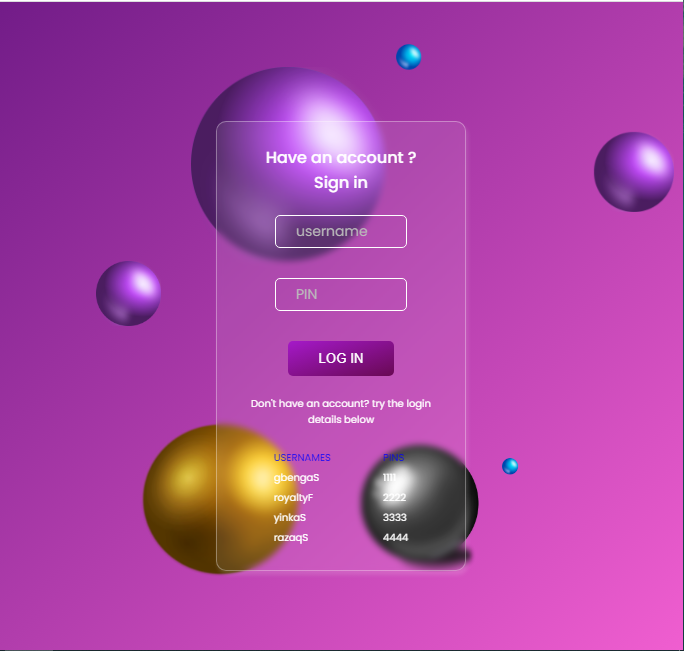 Have an account ?
Sign in
username
PIN
LOG IN
Don't have an account? try the login
details below
USERNAMES PINS
gbengaS 1111
royaltyF 2222
yinkaS 3333
razaqS 4444